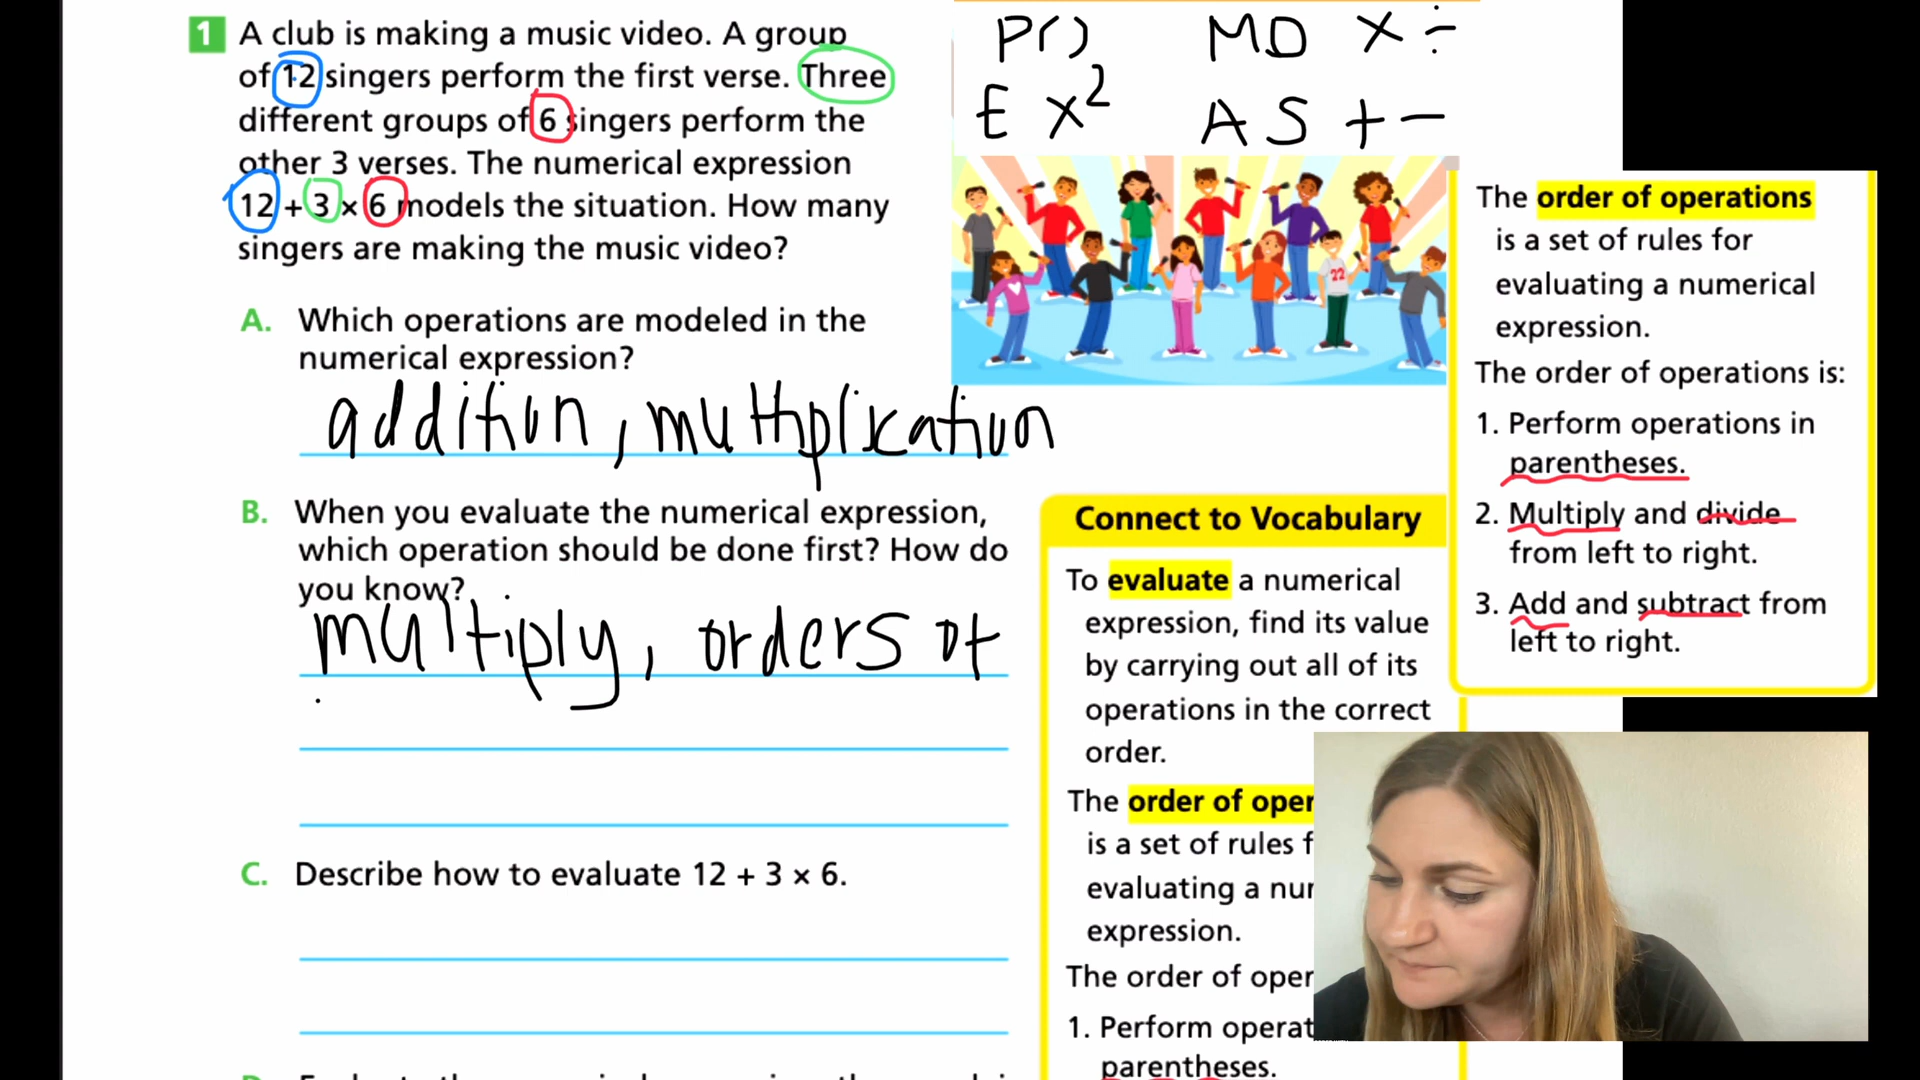 1 A club is making a music video. A group
of 12 singers perform the first verse. Three
different groups of 6 singers perform the
other 3 verses. The numerical expression
12 + 3 × 6 models the situation. How many
singers are making the music video?
A. Which operations are modeled in the
numerical expression?
addition, multiplication
B. When you evaluate the numerical expression,
which operation should be done first? How do
you know?
multiply, orders of
C. Describe how to evaluate 12 + 3 × 6.
P() MD × ÷
E x² AS + −
22
Connect to Vocabulary
To evaluate a numerical
expression, find its value
by carrying out all of its
operations in the correct
order.
The order of oper
is a set of rules f
evaluating a nu
expression.
The order of oper
1. Perform operat
parentheses.
The order of operations
is a set of rules for
evaluating a numerical
expression.
The order of operations is:
1. Perform operations in
parentheses.
2. Multiply and divide
from left to right.
3. Add and subtract from
left to right.